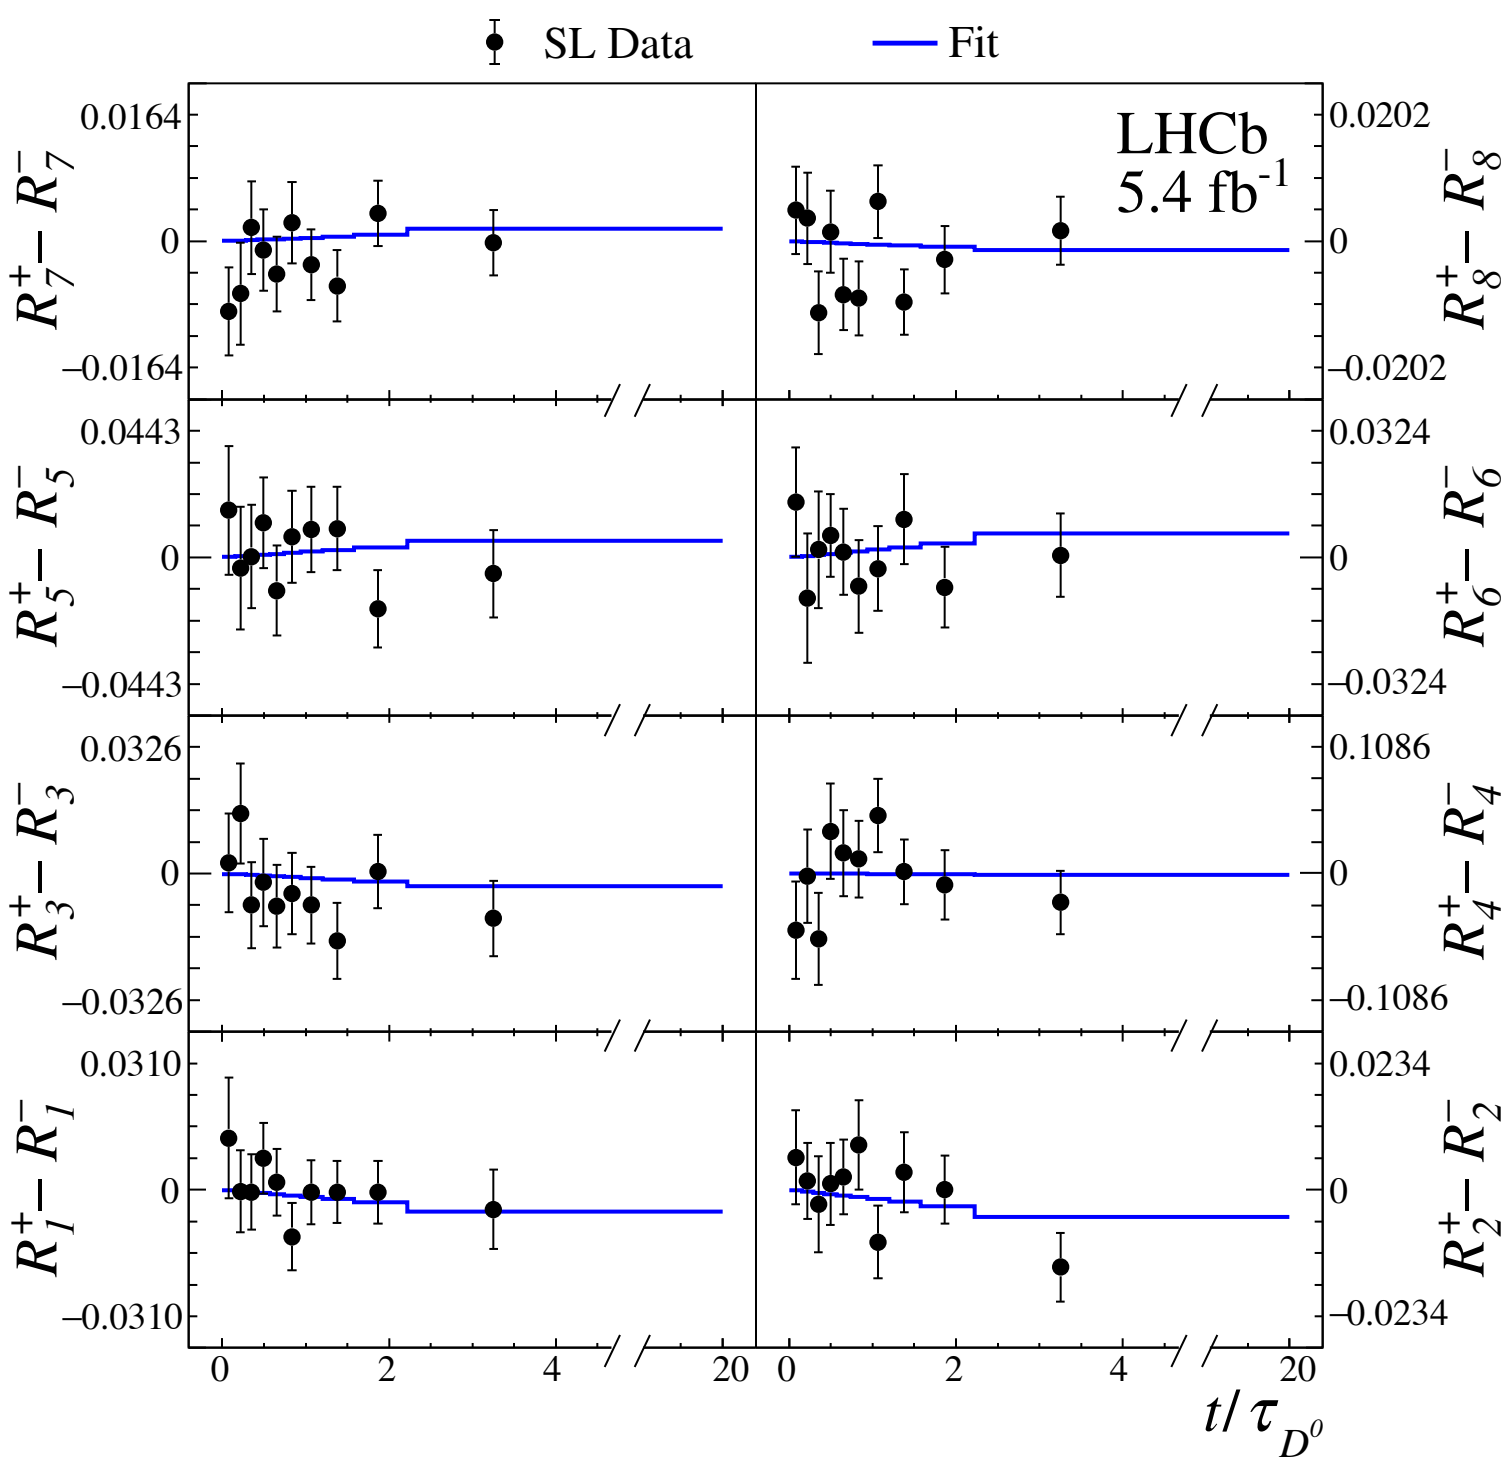 SL Data
Fit
LHCb
5.4 fb⁻¹
R₇⁺ − R₇⁻
0.0164
0
−0.0164
0.0202
0
−0.0202
R₈⁺ − R₈⁻
R₅⁺ − R₅⁻
0.0443
0
−0.0443
0.0324
0
−0.0324
R₆⁺ − R₆⁻
R₃⁺ − R₃⁻
0.0326
0
−0.0326
0.1086
0
−0.1086
R₄⁺ − R₄⁻
R₁⁺ − R₁⁻
0.0310
0
−0.0310
0.0234
0
−0.0234
R₂⁺ − R₂⁻
0 2 4 20 0 2 4 20
t/τ_D⁰